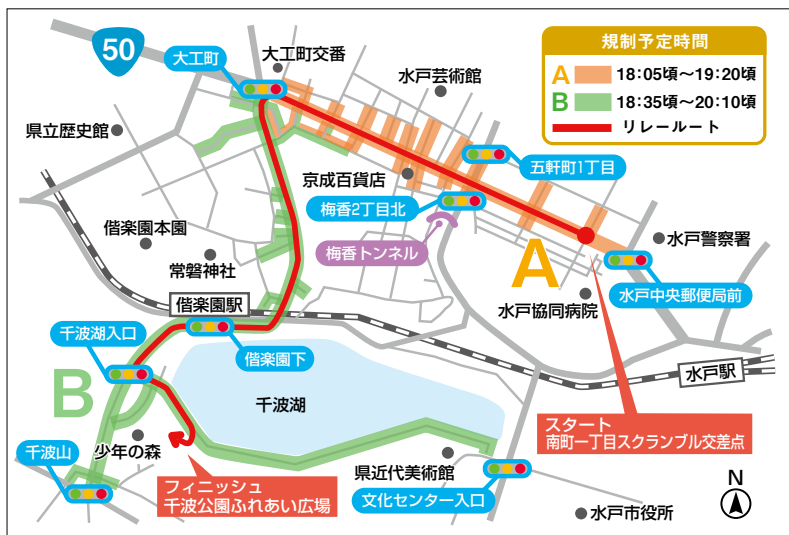 50
大工町
大工町交番
水戸芸術館
規制予定時間
A 18:05頃〜19:20頃
B 18:35頃〜20:10頃
リレールート
県立歴史館
五軒町1丁目
京成百貨店
梅香2丁目北
偕楽園本園
梅香トンネル
A
水戸警察署
常磐神社
水戸中央郵便局前
水戸協同病院
偕楽園駅
千波湖入口
偕楽園下
水戸駅
B
千波湖
スタート
南町一丁目スクランブル交差点
少年の森
千波山
県近代美術館
フィニッシュ
千波公園ふれあい広場
文化センター入口
N
水戸市役所